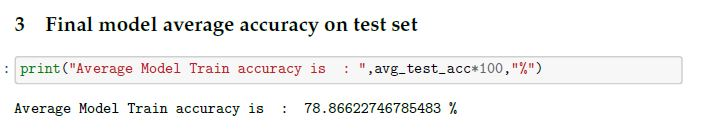 3 Final model average accuracy on test set
: print("Average Model Train accuracy is  : ",avg_test_acc*100,"%")
Average Model Train accuracy is  :  78.86622746785483 %